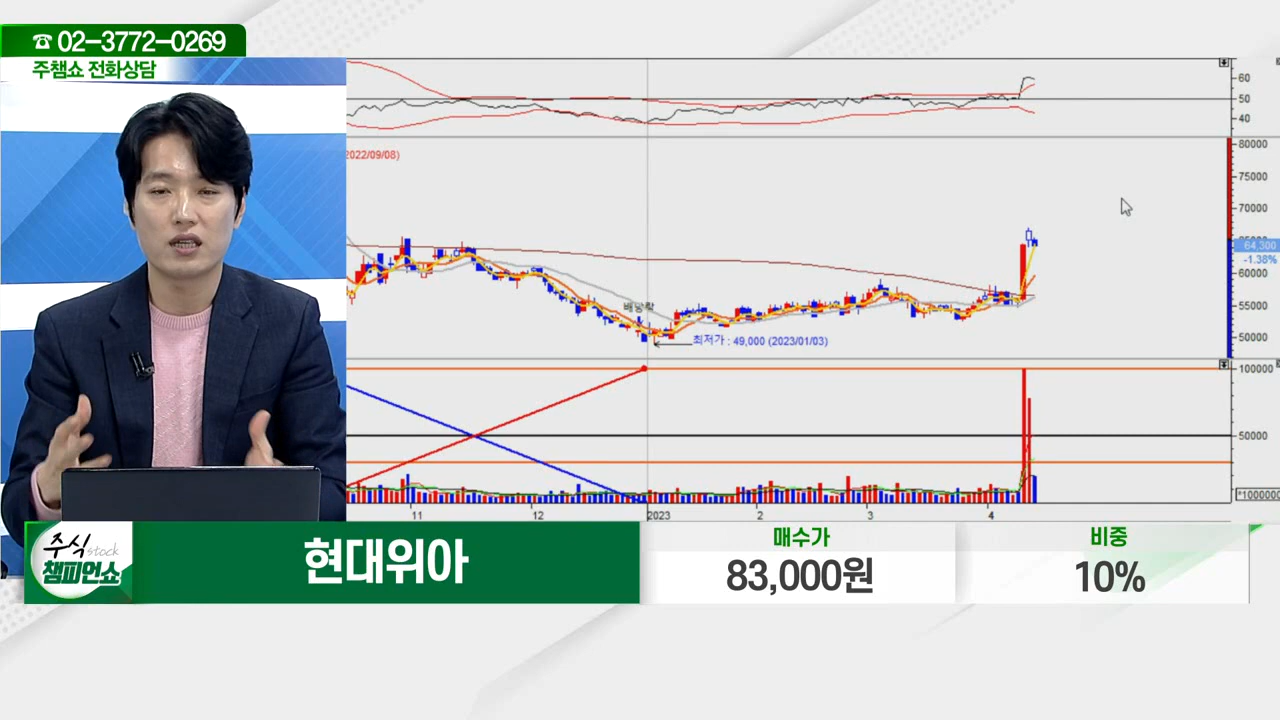 ☎ 02-3772-0269
주챔쇼 전화상담
60
50
40
2022/09/08)
80000
75000
70000
64,300
-1.38%
60000
55000
50000
배당락
최저가 : 49,000 (2023/01/03)
100000
50000
*1000000
11 12 2023 2 3 4
주식 stock
챔피언쇼
현대위아
매수가
83,000원
비중
10%